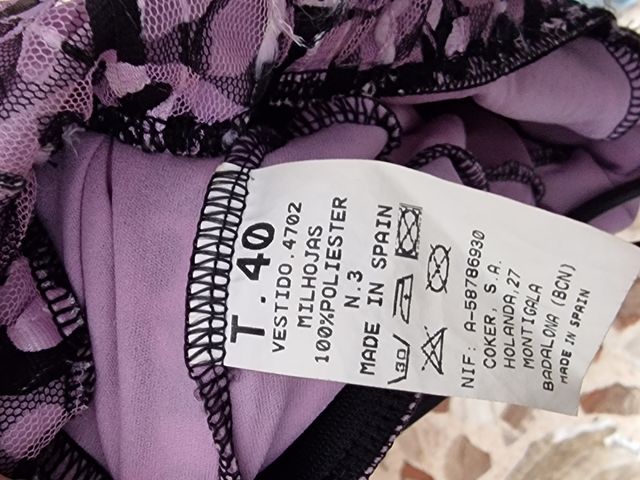 T.40
VESTIDO.4702
MILHOJAS
100%POLIESTER
N.3
MADE IN SPAIN
30
NIF: A-58786930
COKER, S.A.
HOLANDA,27
MONTIGALA
BADALONA (BCN)
MADE IN SPAIN